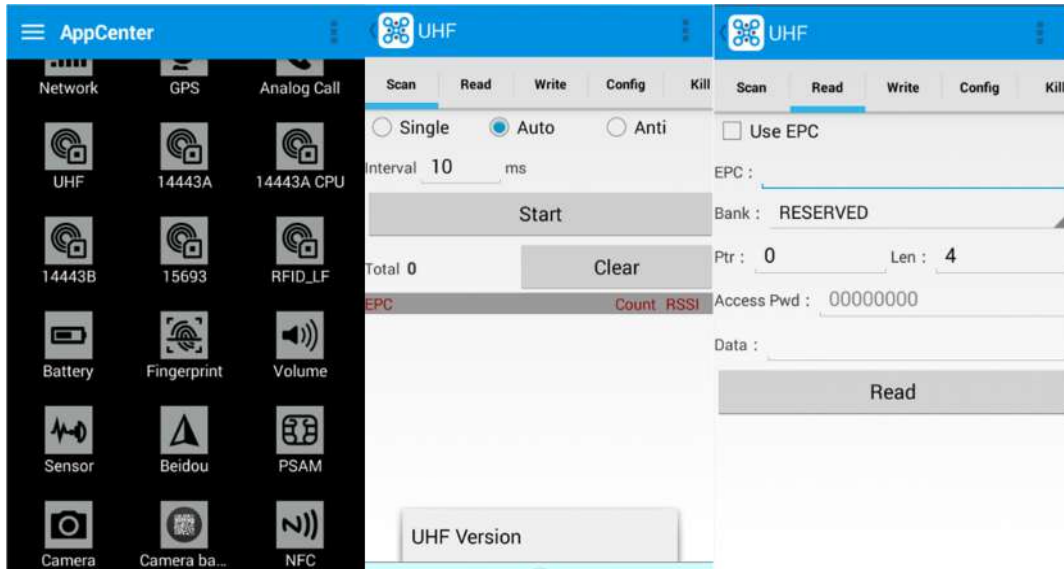 AppCenter
Network GPS Analog Call
UHF 14443A 14443A CPU
14443B 15693 RFID_LF
Battery Fingerprint Volume
Sensor Beidou PSAM
Camera Camera ba... NFC
UHF
Scan Read Write Config Kill
Single Auto Anti
Interval 10 ms
Start
Total 0 Clear
EPC Count RSSI
UHF Version
UHF
Scan Read Write Config Kill
Use EPC
EPC :
Bank : RESERVED
Ptr : 0 Len : 4
Access Pwd : 00000000
Data :
Read